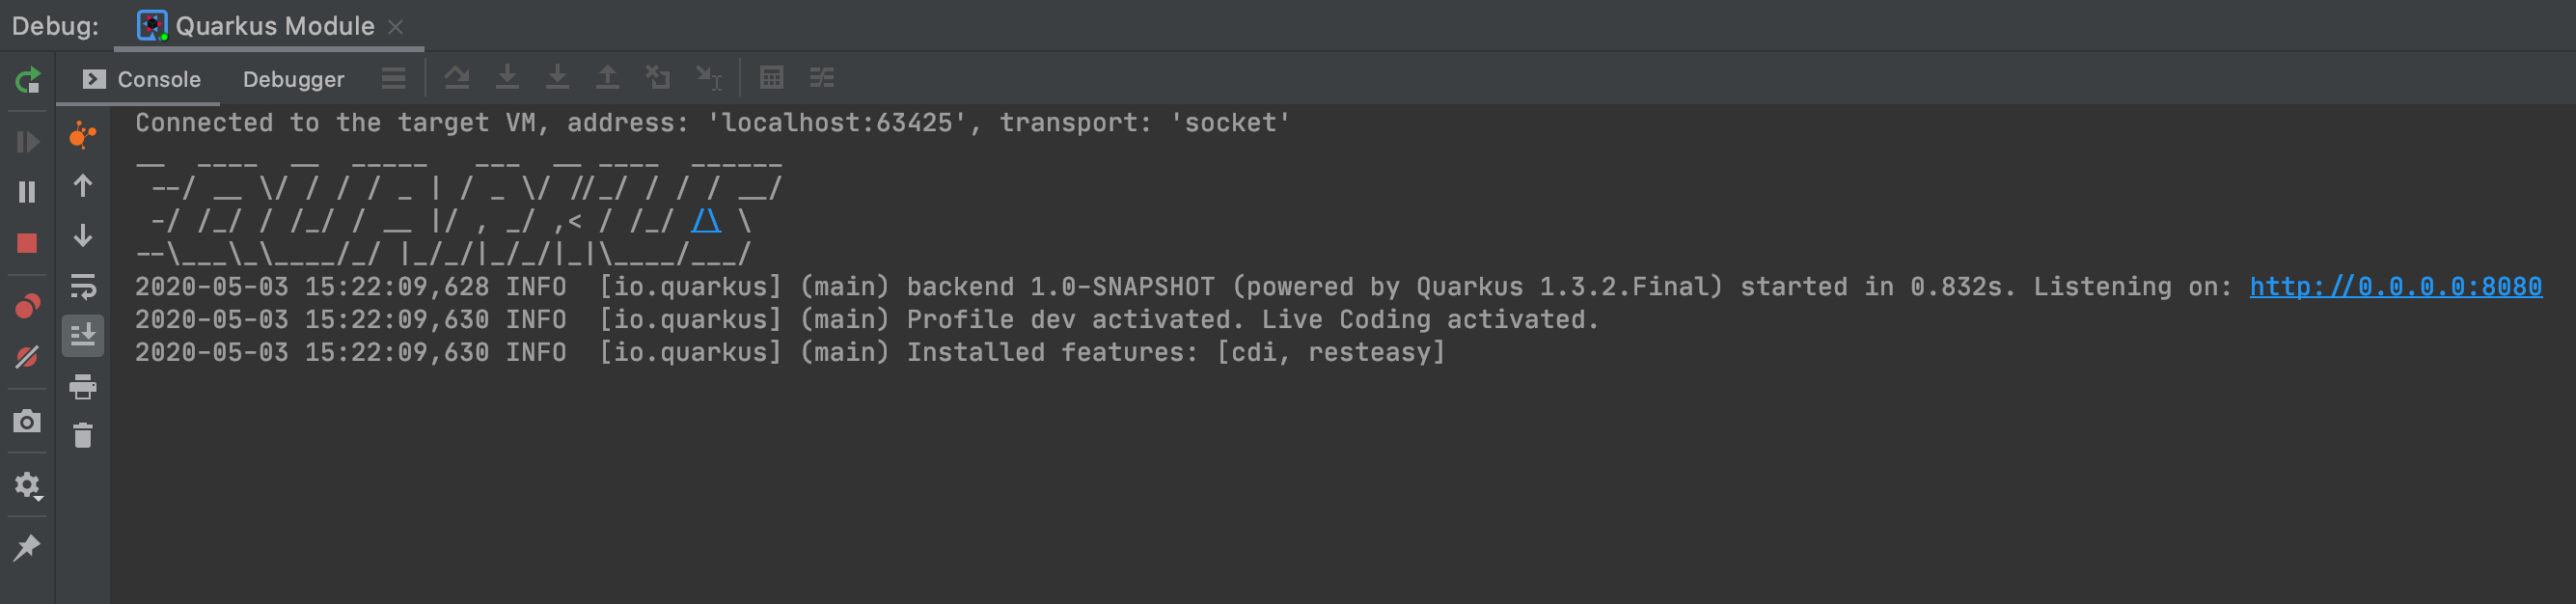 Debug: Quarkus Module
Console Debugger
Connected to the target VM, address: 'localhost:63425', transport: 'socket'
__  ____  __  _____   ___  __ ____  ______
 --/ __ \/ / / / _ | / _ \/ //_/ / / / __/
 -/ /_/ / /_/ / __ |/ , _/ ,< / /_/ /\ \
--\___\_\____/_/ |_/_/|_/_/|_|\____/___/
2020-05-03 15:22:09,628 INFO  [io.quarkus] (main) backend 1.0-SNAPSHOT (powered by Quarkus 1.3.2.Final) started in 0.832s. Listening on: http://0.0.0.0:8080
2020-05-03 15:22:09,630 INFO  [io.quarkus] (main) Profile dev activated. Live Coding activated.
2020-05-03 15:22:09,630 INFO  [io.quarkus] (main) Installed features: [cdi, resteasy]